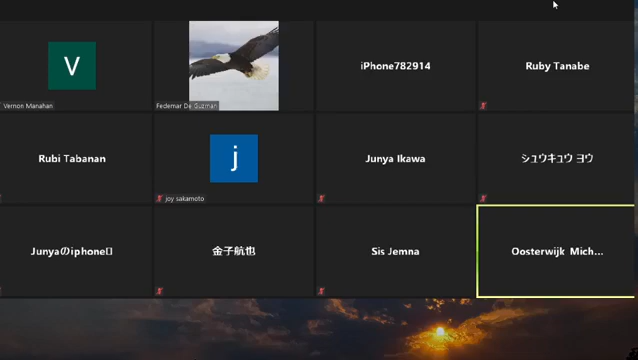 V
Vernon Manahan
Fedemar De Guzman
iPhone782914
Ruby Tanabe
Rubi Tabanan
j
joy sakamoto
Junya Ikawa
シュウキュウ ヨウ
Junyaのiphone▯
金子航也
Sis Jemna
Oosterwijk Mich...